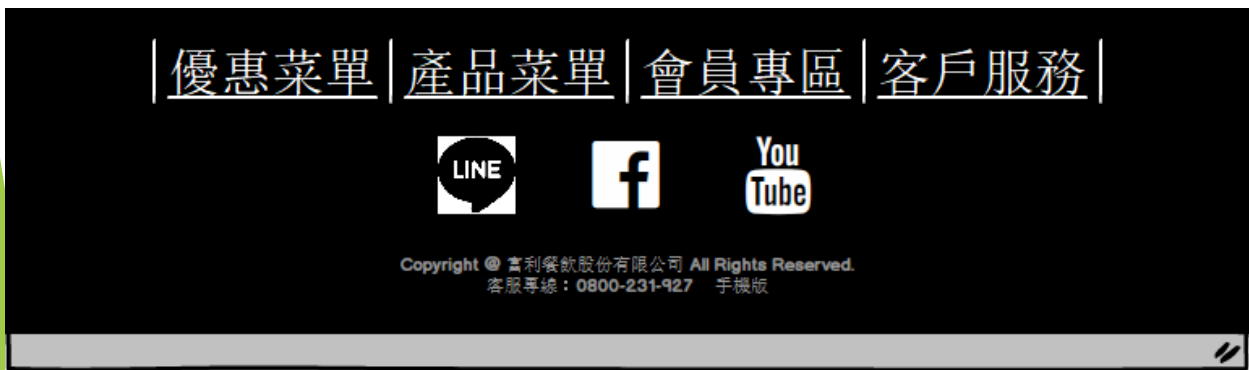 |優惠菜單|產品菜單|會員專區|客戶服務|
LINE f You Tube
Copyright @ 富利餐飲股份有限公司 All Rights Reserved.
客服專線：0800-231-927 手機版